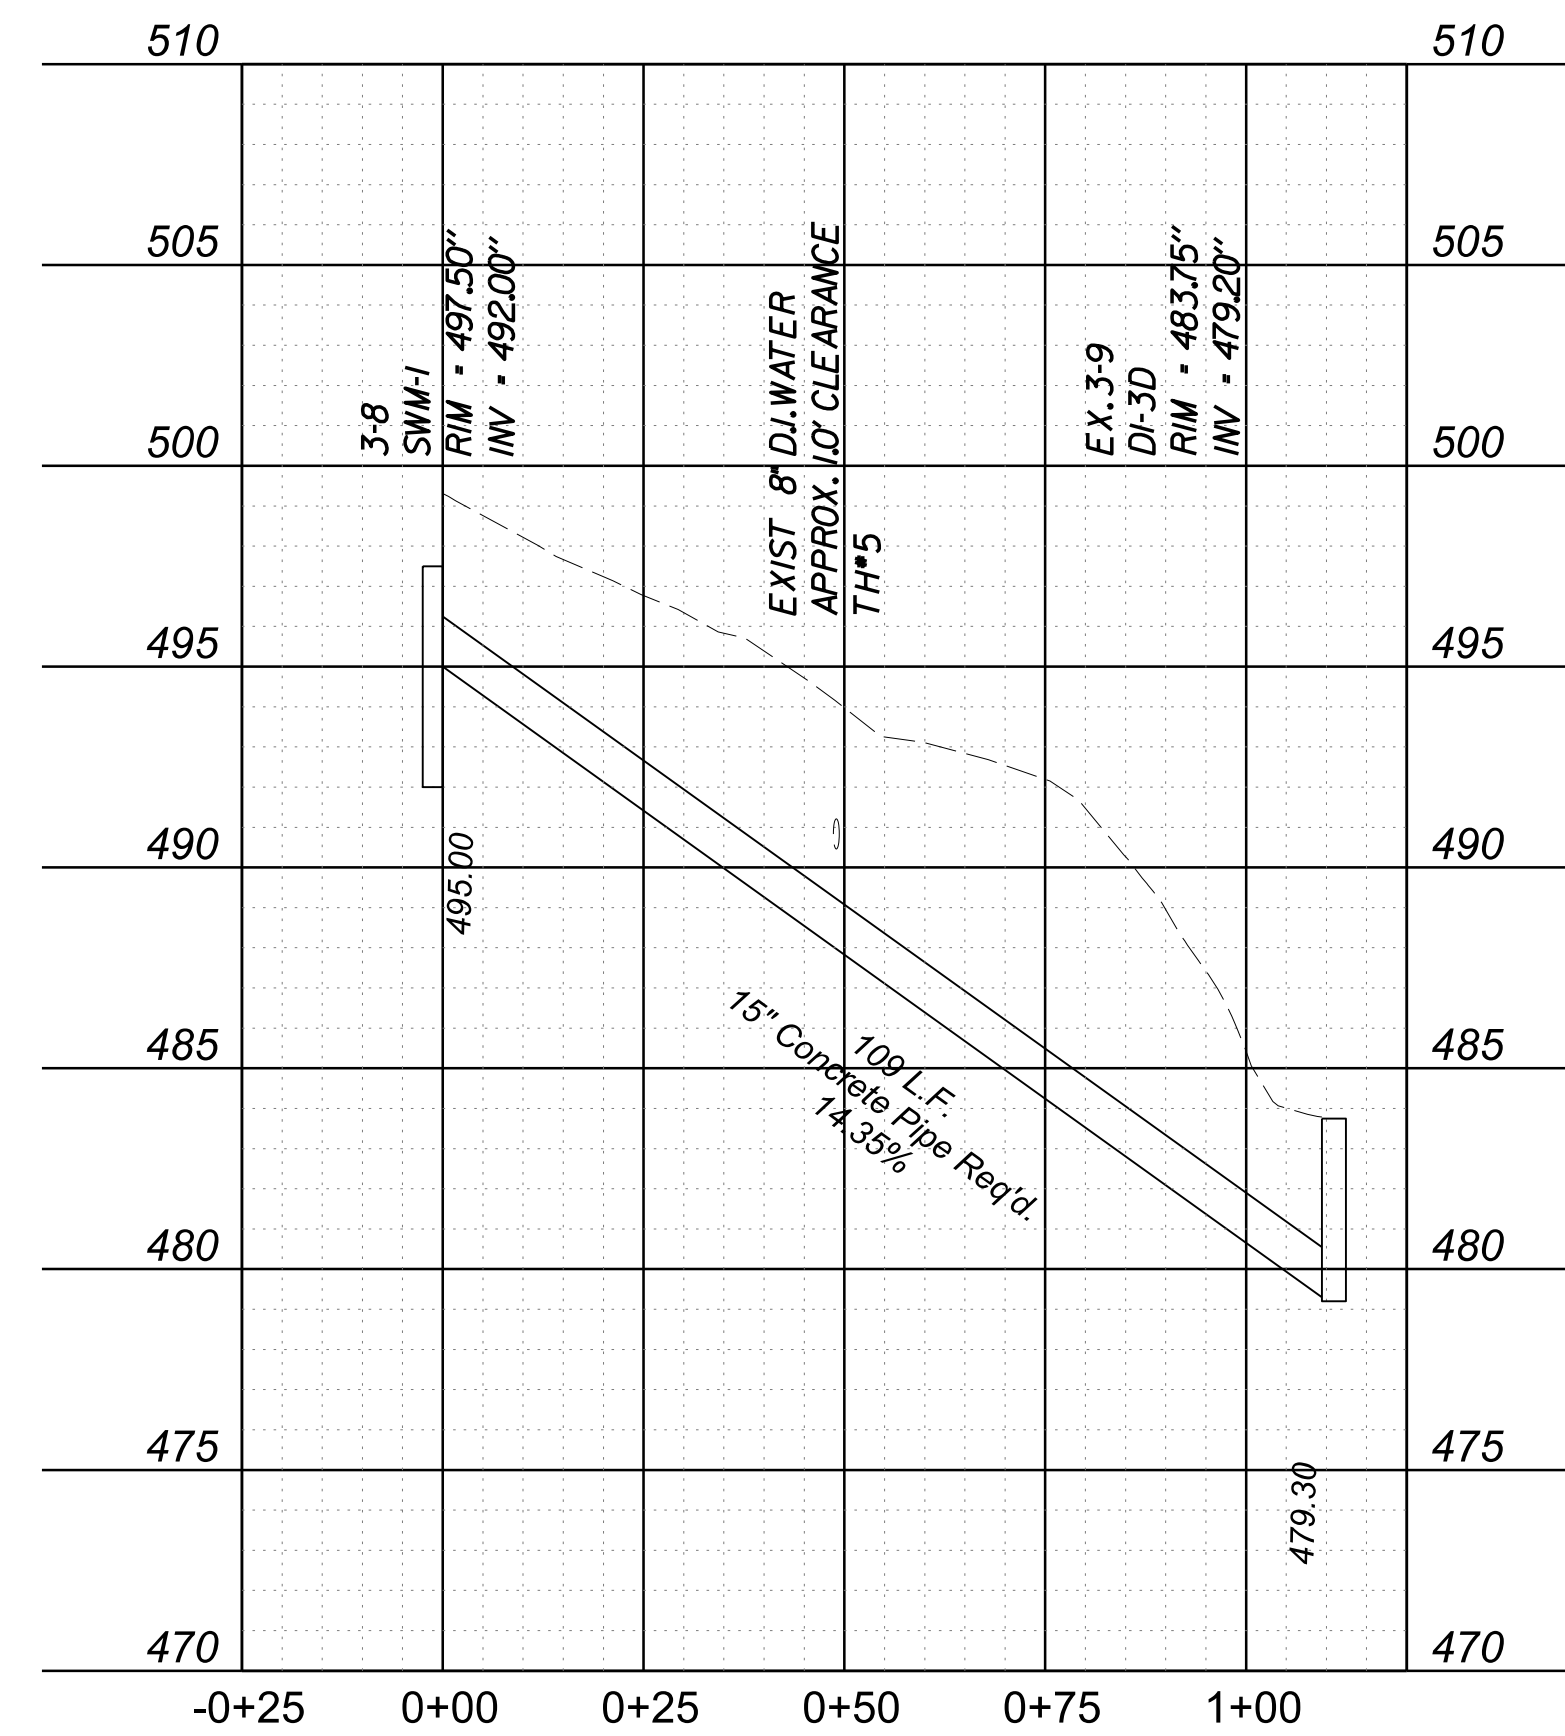 510
510
505
505
500
500
495
495
490
490
485
485
480
480
475
475
470
470
3-8
SWM-1
RIM = 497.50"
INV = 492.00"
EXIST 8" D.I.WATER
APPROX. 1.0' CLEARANCE
TH#5
EX.3-9
DI-3D
RIM = 483.75"
INV = 479.20"
495.00
109 L.F.
15" Concrete Pipe Req'd.
14.35%
479.30
-0+25
0+00
0+25
0+50
0+75
1+00